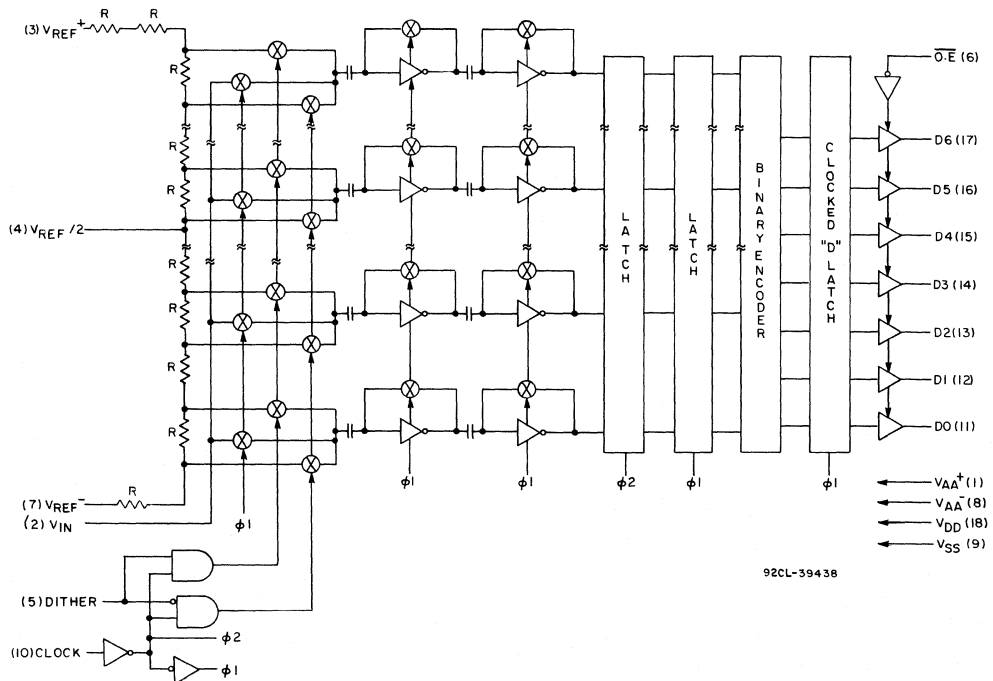 (3) VREF+ R R
R
R
R
(4) VREF/2
R
R
R
R
R
(7) VREF-
(2) VIN
ϕ1
ϕ1
ϕ1
ϕ1
ϕ1
LATCH
ϕ2
LATCH
ϕ1
BINARY ENCODER
CLOCKED "D" LATCH
ϕ1
O.E (6)
D6 (17)
D5 (16)
D4 (15)
D3 (14)
D2 (13)
D1 (12)
D0 (11)
VAA+ (1)
VAA- (8)
VDD (18)
VSS (9)
92CL-39438
(5) DITHER
(10) CLOCK
ϕ2
ϕ1